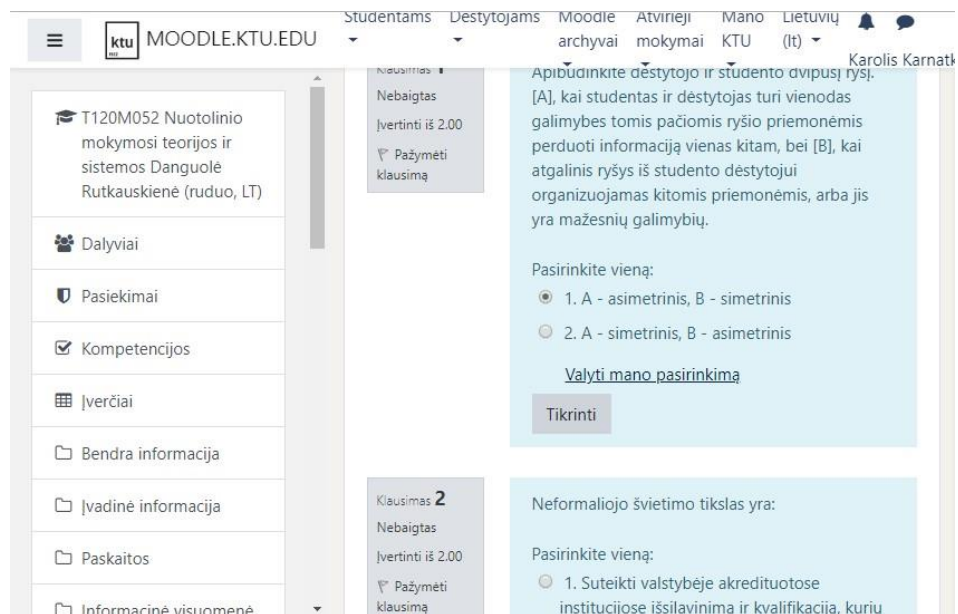 Studentams Dėstytojams Moodle Atvirieji Mano Lietuvių
ktu
1922
MOODLE.KTU.EDU
archyvai mokymai KTU (lt)
Karolis Karnatk
T120M052 Nuotolinio
mokymosi teorijos ir
sistemos Danguolė
Rutkauskienė (ruduo, LT)
Dalyviai
Pasiekimai
Kompetencijos
Įverčiai
Bendra informacija
Įvadinė informacija
Paskaitos
Informacinė visuomenė
Klausimas 1
Nebaigtas
Įvertinti iš 2.00
Pažymėti
klausimą
Apibūdinkite dėstytojo ir studento dvipusį ryšį.
[A], kai studentas ir dėstytojas turi vienodas
galimybes tomis pačiomis ryšio priemonėmis
perduoti informaciją vienas kitam, bei [B], kai
atgalinis ryšys iš studento dėstytojui
organizuojamas kitomis priemonėmis, arba jis
yra mažesnių galimybių.
Pasirinkite vieną:
1. A - asimetrinis, B - simetrinis
2. A - simetrinis, B - asimetrinis
Valyti mano pasirinkimą
Tikrinti
Klausimas 2
Nebaigtas
Įvertinti iš 2.00
Pažymėti
klausimą
Neformaliojo švietimo tikslas yra:
Pasirinkite vieną:
1. Suteikti valstybėje akredituotose
institucijose išsilavinimą ir kvalifikaciją, kurių